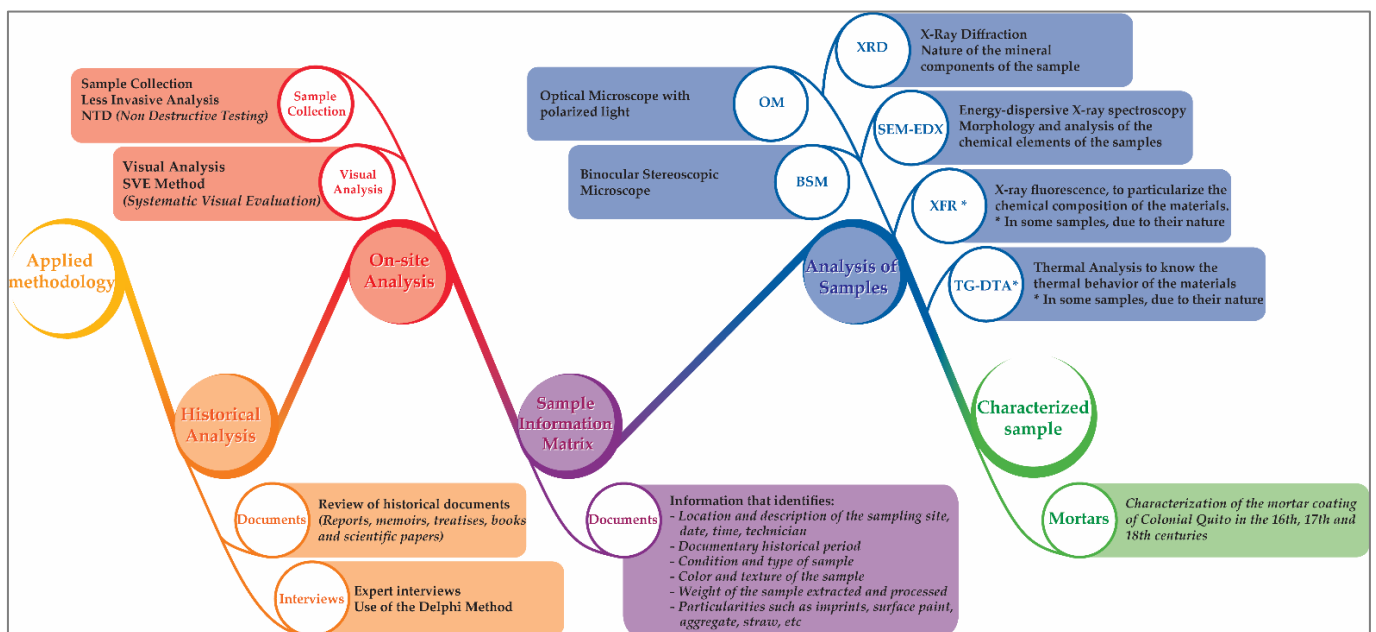 Applied
methodology
Historical
Analysis
Documents
Review of historical documents
(Reports, memoirs, treatises, books
and scientific papers)
Interviews
Expert interviews
Use of the Delphi Method
On-site
Analysis
Sample Collection
Less Invasive Analysis
NTD (Non Destructive Testing)
Sample
Collection
Visual Analysis
SVE Method
(Systematic Visual Evaluation)
Visual
Analysis
Sample
Information
Matrix
Documents
Information that identifies:
- Location and description of the sampling site,
date, time, technician
- Documentary historical period
- Condition and type of sample
- Color and texture of the sample
- Weight of the sample extracted and processed
- Particularities such as imprints, surface paint,
aggregate, straw, etc
Analysis of
Samples
Optical Microscope with
polarized light
OM
Binocular Stereoscopic
Microscope
BSM
XRD
X-Ray Diffraction
Nature of the mineral
components of the sample
SEM-EDX
Energy-dispersive X-ray spectroscopy
Morphology and analysis of the
chemical elements of the samples
XFR *
X-ray fluorescence, to particularize the
chemical composition of the materials.
* In some samples, due to their nature
TG-DTA*
Thermal Analysis to know the
thermal behavior of the materials
* In some samples, due to their nature
Characterized
sample
Mortars
Characterization of the mortar coating
of Colonial Quito in the 16th, 17th and
18th centuries